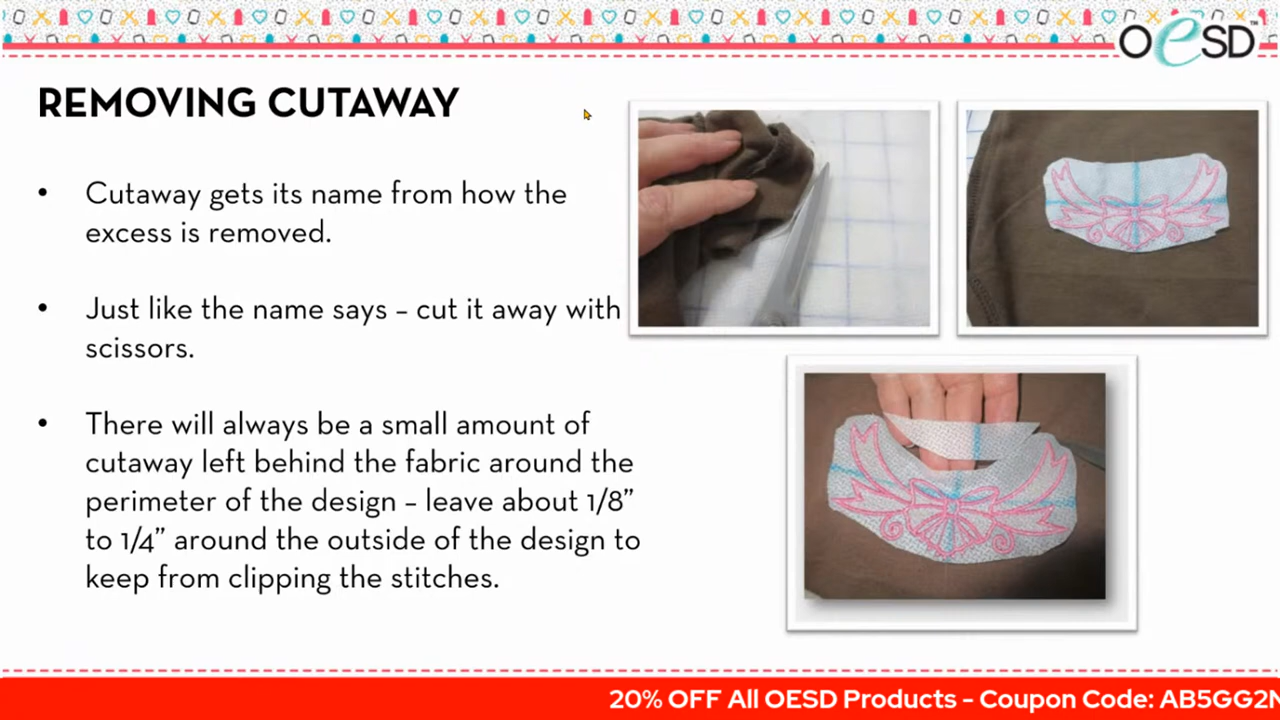 OESD™
REMOVING CUTAWAY
• Cutaway gets its name from how the
excess is removed.
• Just like the name says – cut it away with
scissors.
• There will always be a small amount of
cutaway left behind the fabric around the
perimeter of the design – leave about 1/8”
to 1/4” around the outside of the design to
keep from clipping the stitches.
20% OFF All OESD Products - Coupon Code: AB5GG2